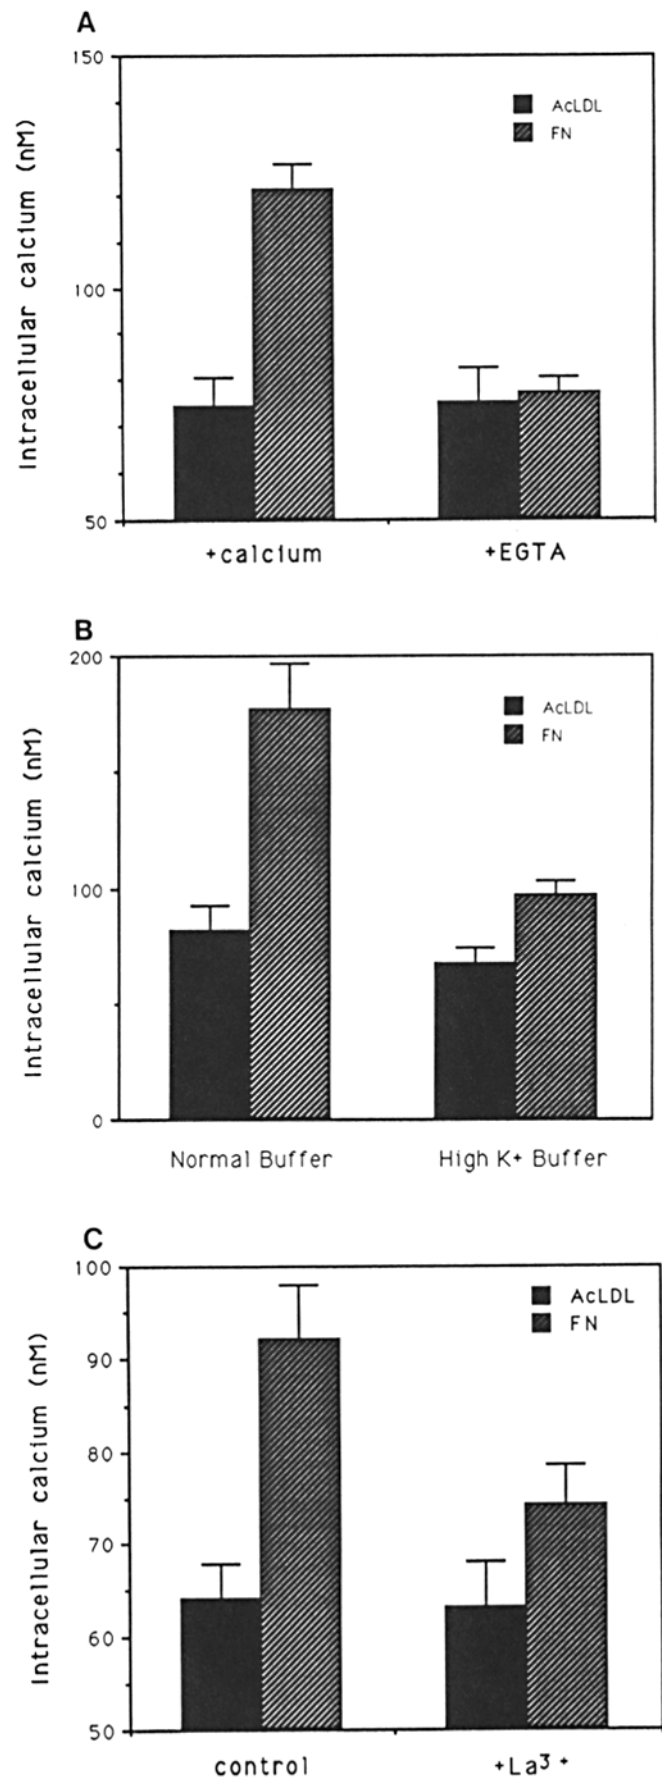 A
150
AcLDL
FN
100
50
Intracellular calcium (nM)
+calcium
+EGTA
B
200
AcLDL
FN
100
0
Intracellular calcium (nM)
Normal Buffer
High K+ Buffer
C
100
AcLDL
FN
90
80
70
60
50
Intracellular calcium (nM)
control
+La³ +